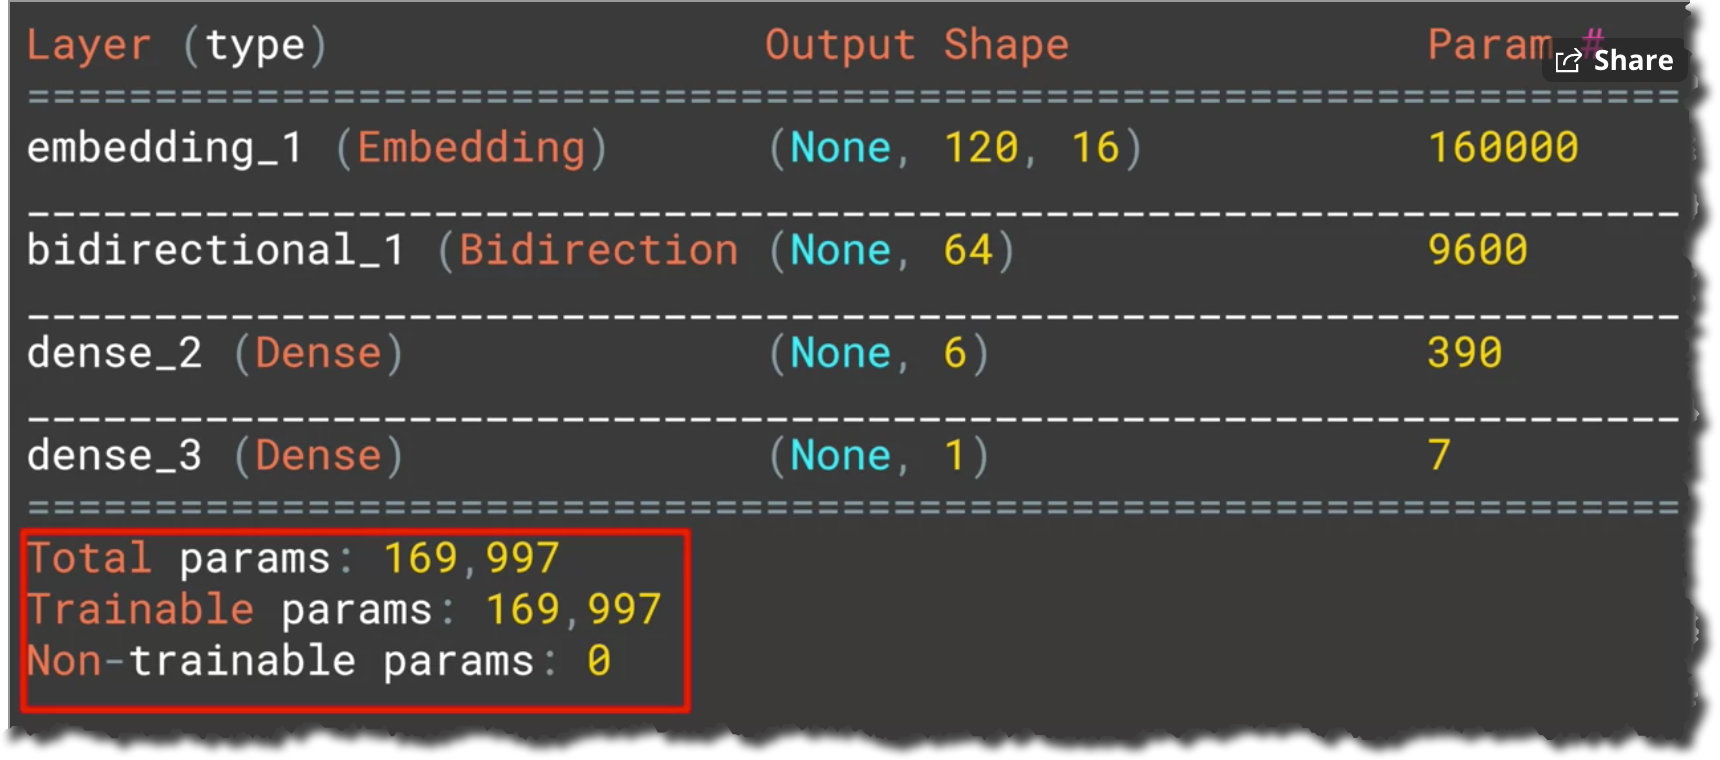 Layer (type) Output Shape Param #
Share
=================================================================
embedding_1 (Embedding) (None, 120, 16) 160000
_________________________________________________________________
bidirectional_1 (Bidirection (None, 64) 9600
_________________________________________________________________
dense_2 (Dense) (None, 6) 390
_________________________________________________________________
dense_3 (Dense) (None, 1) 7
=================================================================
Total params: 169,997
Trainable params: 169,997
Non-trainable params: 0